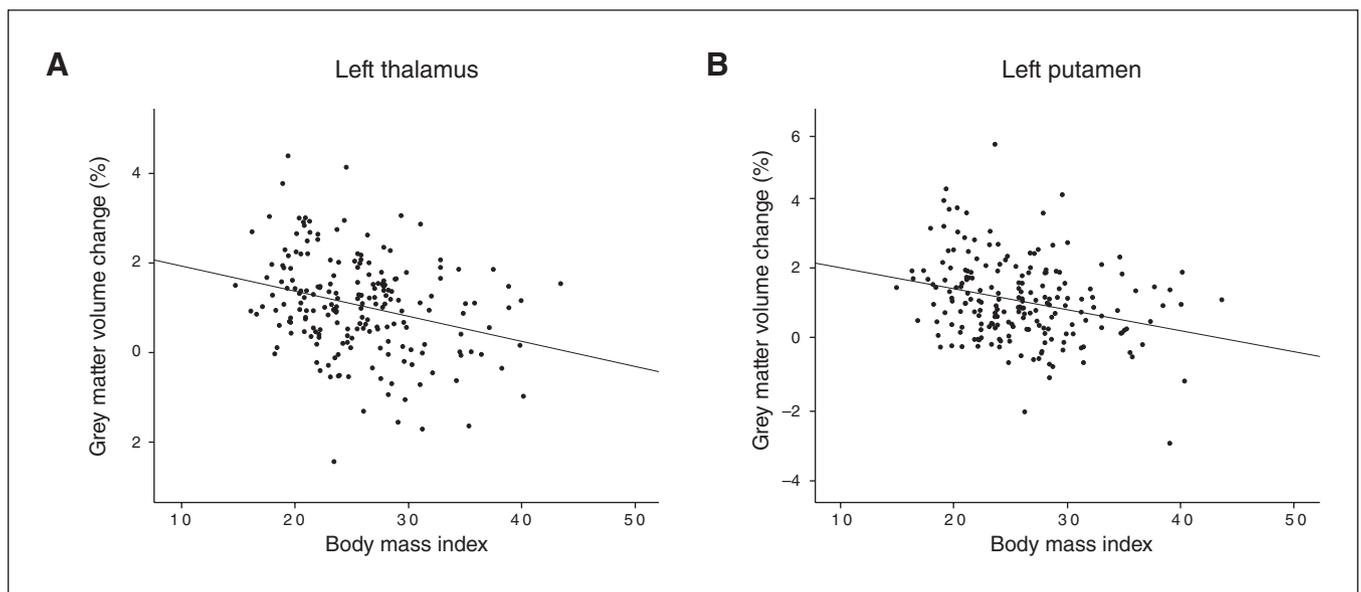 A
Left thalamus
Grey matter volume change (%)
4
2
0
2
10 20 30 40 50
Body mass index
B
Left putamen
Grey matter volume change (%)
6
4
2
0
−2
−4
10 20 30 40 50
Body mass index